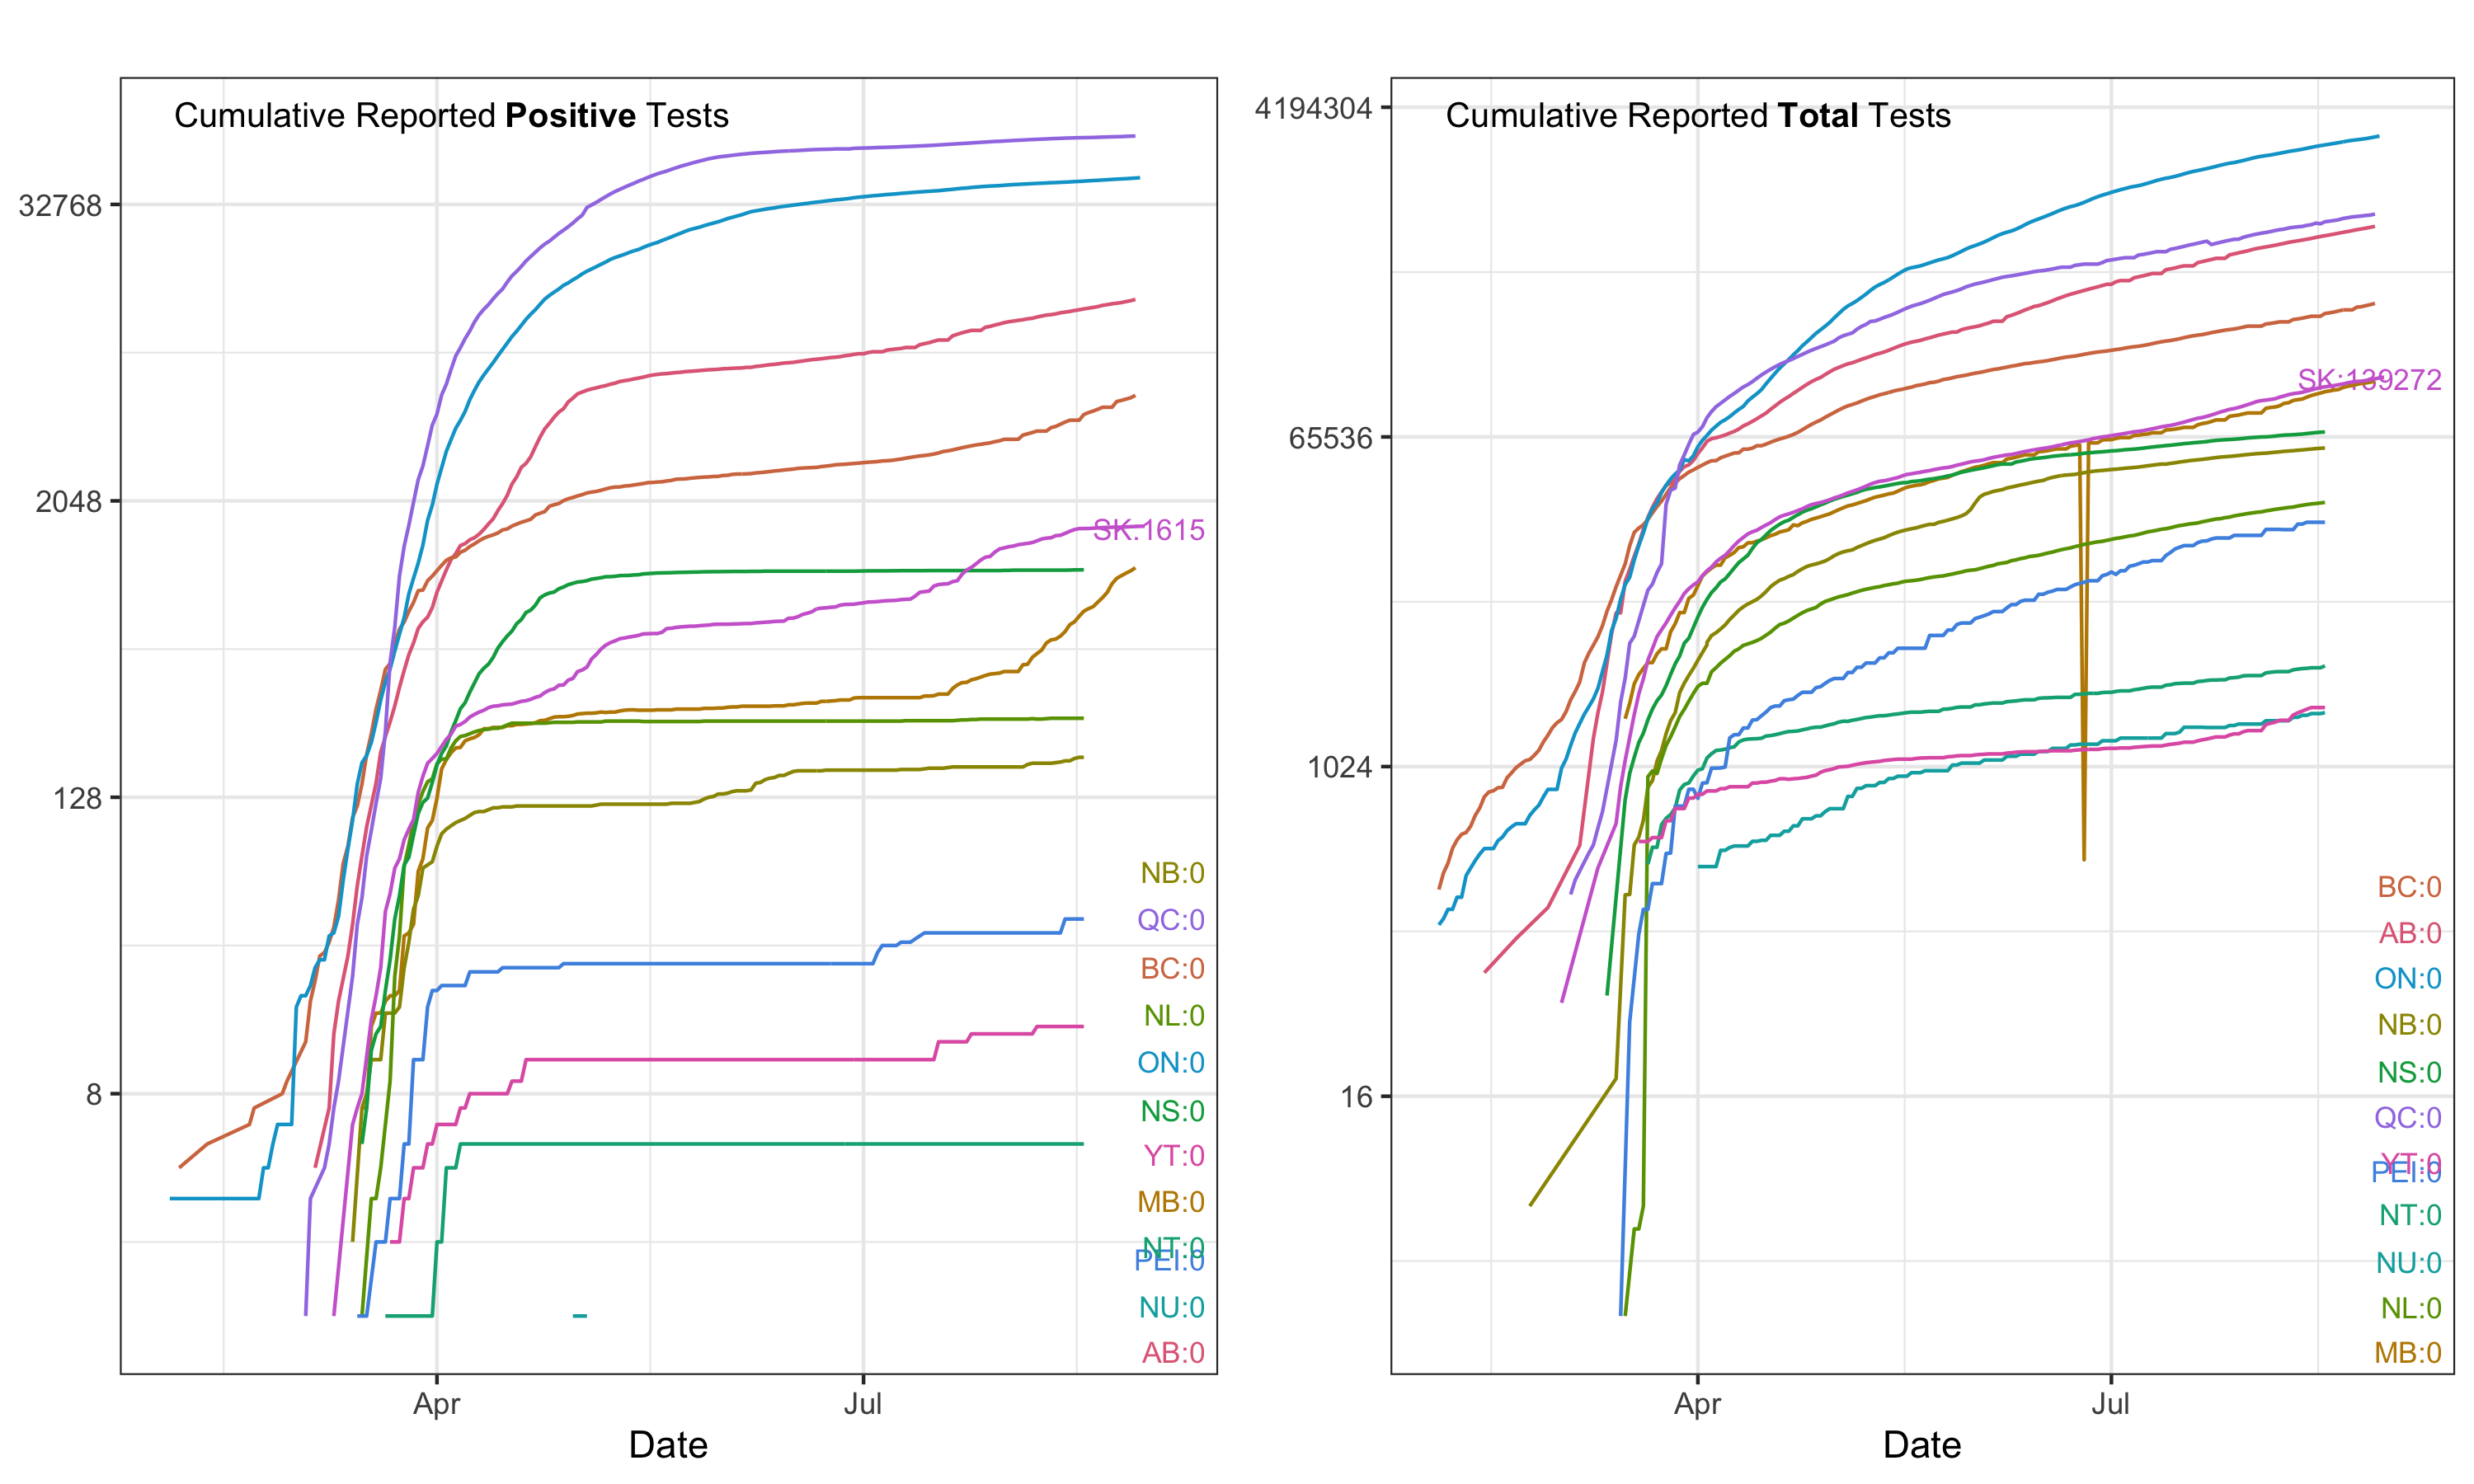 Cumulative Reported Positive Tests
32768
2048
128
8
SK:1615
NB:0
QC:0
BC:0
NL:0
ON:0
NS:0
YT:0
MB:0
NT:0
PEI:0
NU:0
AB:0
Apr
Jul
Date
Cumulative Reported Total Tests
4194304
65536
1024
16
SK:139272
BC:0
AB:0
ON:0
NB:0
NS:0
QC:0
YT:0
PEI:0
NT:0
NU:0
NL:0
MB:0
Apr
Jul
Date